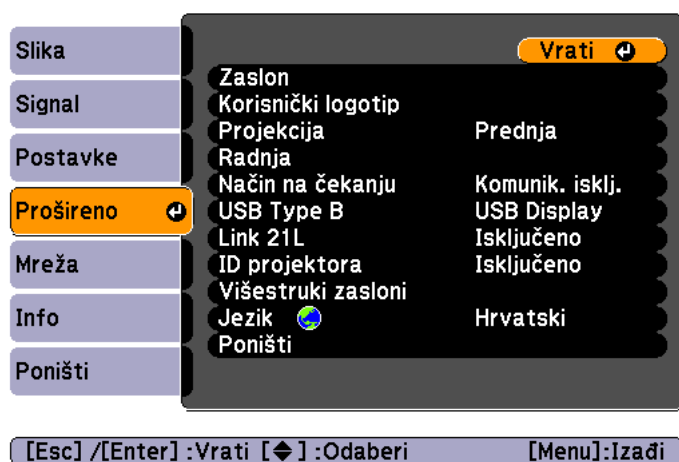 Slika
Signal
Postavke
Prošireno
Mreža
Info
Poništi
Vrati
Zaslon
Korisnički logotip
Projekcija Prednja
Radnja
Način na čekanju Komunik. isklj.
USB Type B USB Display
Link 21L Isključeno
ID projektora Isključeno
Višestruki zasloni
Jezik Hrvatski
Poništi
[Esc] /[Enter] :Vrati [◆] :Odaberi [Menu]:Izađi